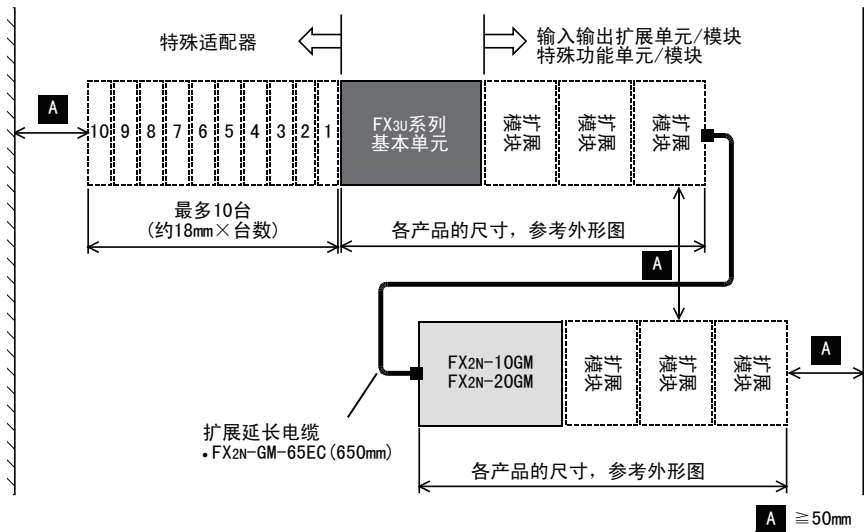 特殊适配器
输入输出扩展单元/模块
特殊功能单元/模块
A
10 9 8 7 6 5 4 3 2 1
FX3U系列
基本单元
扩展模块
扩展模块
扩展模块
最多10台
(约18mm×台数)
各产品的尺寸，参考外形图
A
FX2N-10GM
FX2N-20GM
扩展模块
扩展模块
扩展模块
A
扩展延长电缆
•FX2N-GM-65EC(650mm)
各产品的尺寸，参考外形图
A ≧50mm